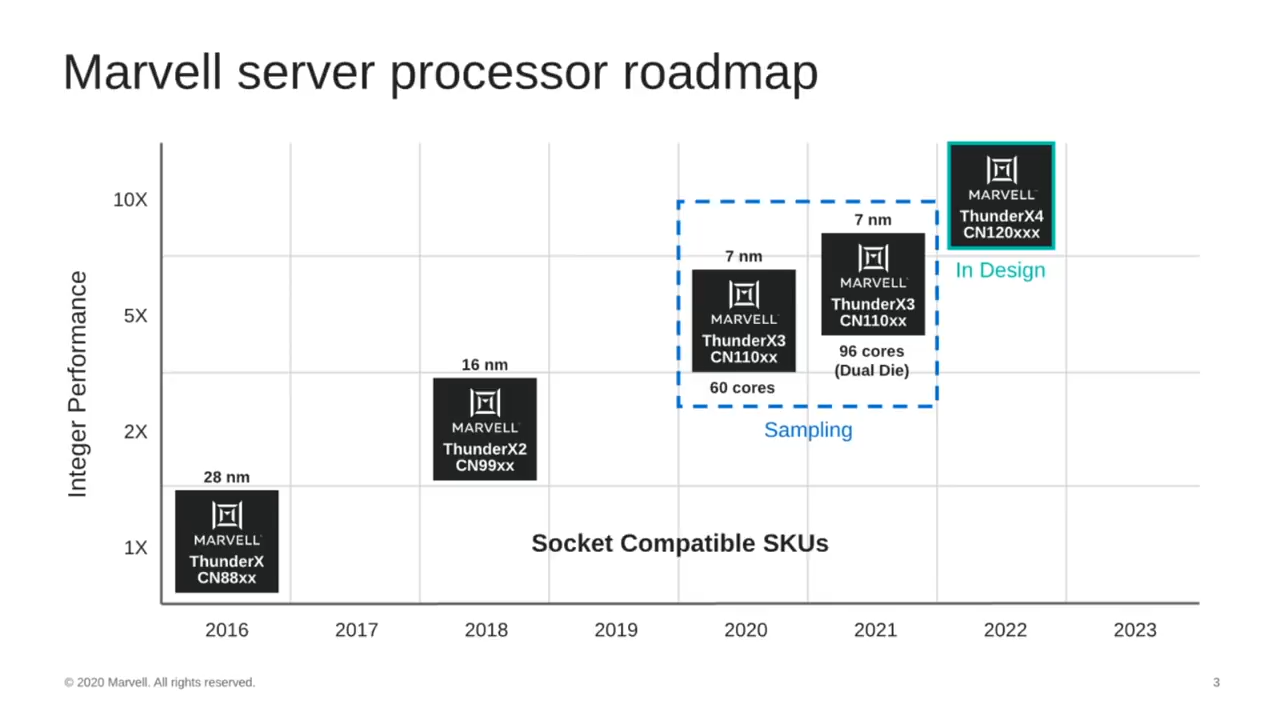 Marvell server processor roadmap
Integer Performance
10X
5X
2X
1X
28 nm
MARVELL
ThunderX
CN88xx
16 nm
MARVELL
ThunderX2
CN99xx
7 nm
MARVELL
ThunderX3
CN110xx
60 cores
7 nm
MARVELL
ThunderX3
CN110xx
96 cores
(Dual Die)
Sampling
MARVELL
ThunderX4
CN120xxx
In Design
Socket Compatible SKUs
2016 2017 2018 2019 2020 2021 2022 2023
© 2020 Marvell. All rights reserved.
3